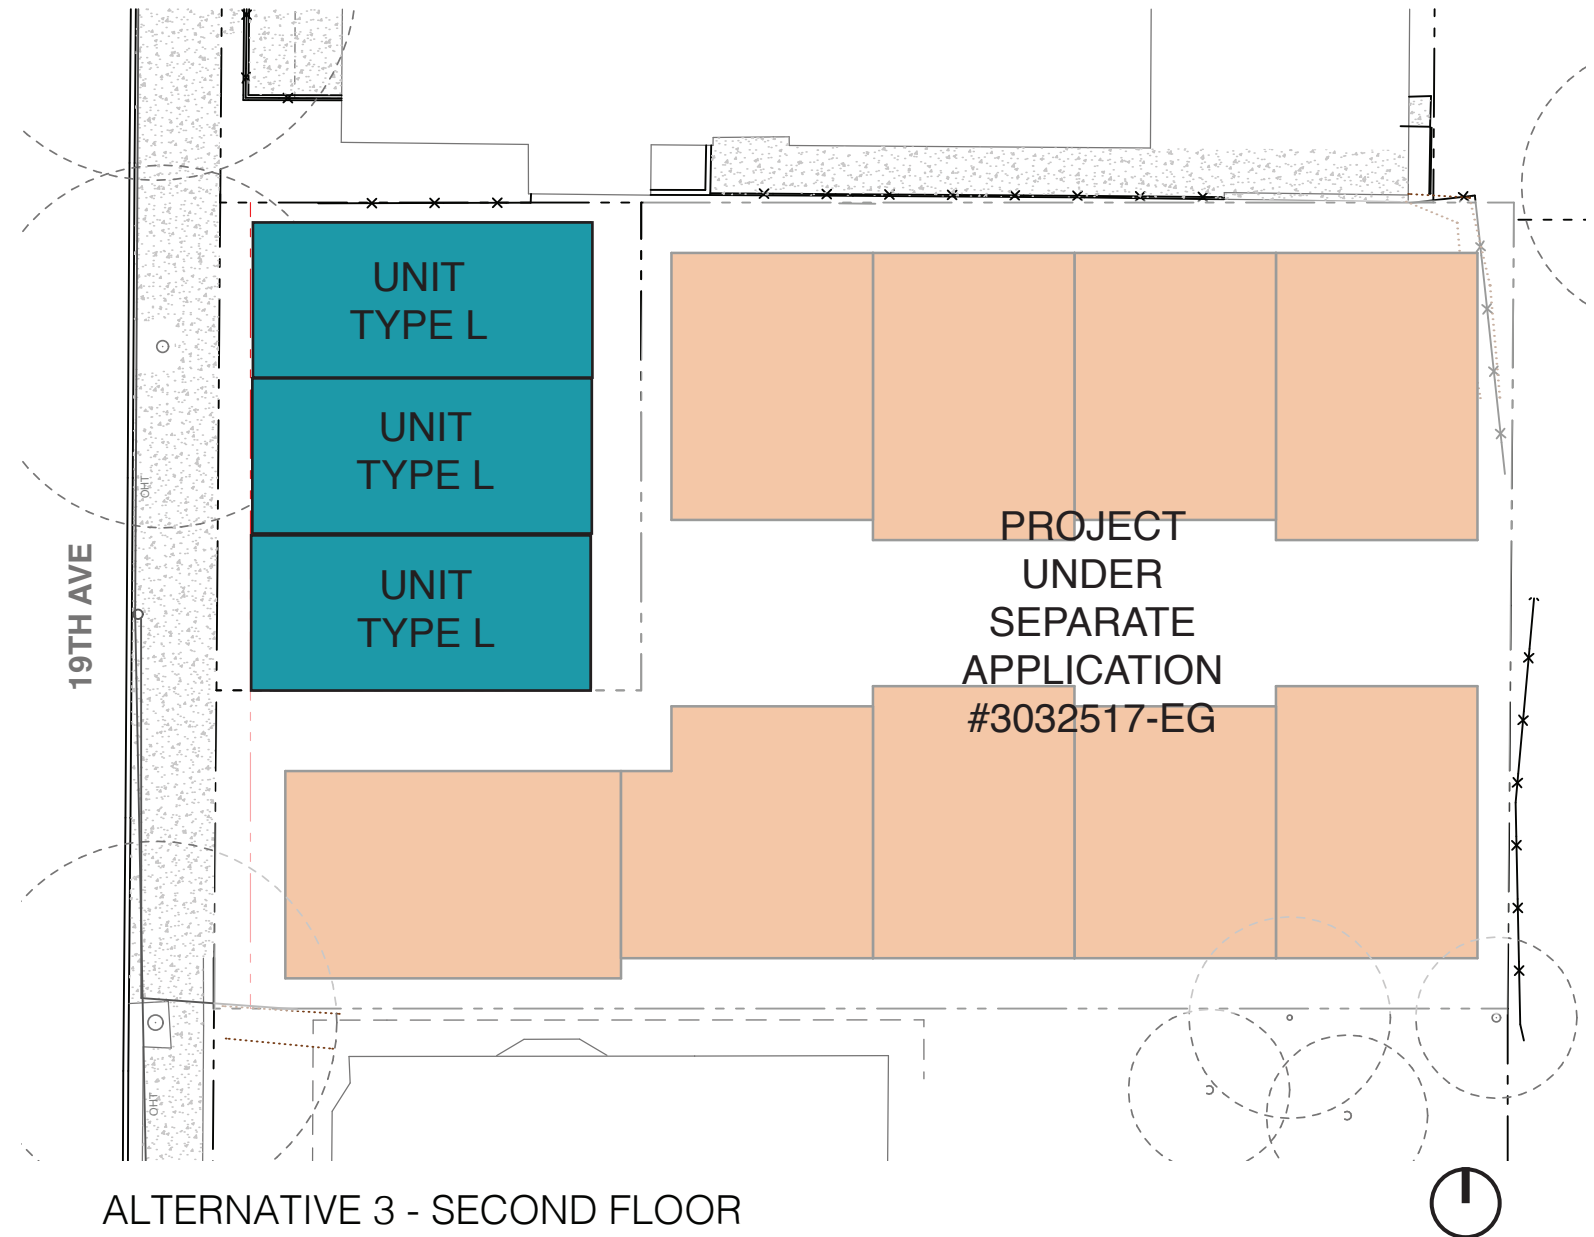 UNIT
TYPE L
UNIT
TYPE L
UNIT
TYPE L
OHT
19TH AVE
PROJECT
UNDER
SEPARATE
APPLICATION
#3032517-EG
OHT
ALTERNATIVE 3 - SECOND FLOOR